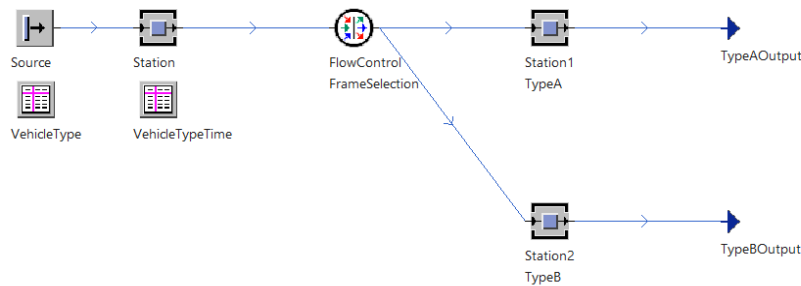 Source
Station
FlowControl
FrameSelection
Station1
TypeA
TypeAOutput
VehicleType
VehicleTypeTime
Station2
TypeB
TypeBOutput